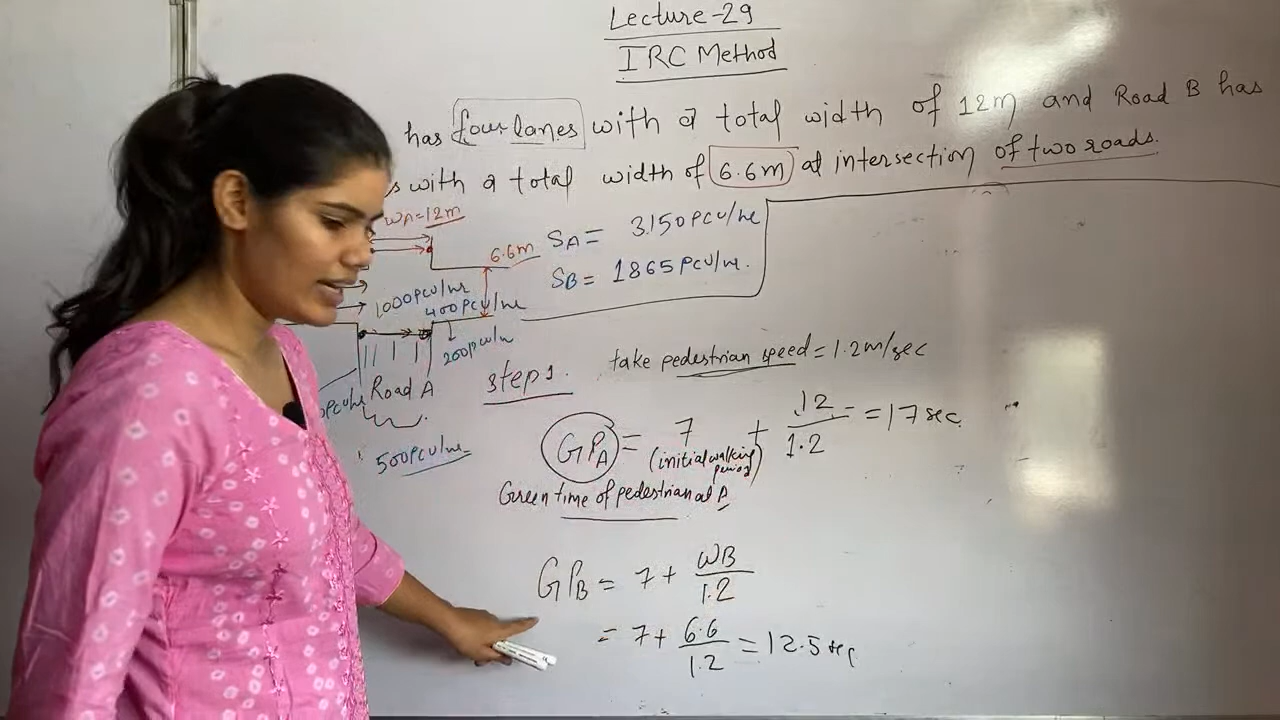 Lecture-29
IRC Method
has four lanes with a total width of 12m and Road B has
s with a total width of 6.6m at intersection of two roads.
WA=12m
6.6m
SA = 3150 PCU/hr
SB = 1865 PCU/hr.
1000PCU/hr
400PCU/hr
200PCU/hr
PCU/hr
Road A
500PCU/hr
Step 1.
take pedestrian speed = 1.2m/sec
GPA = 7 + 12/1.2 = 17 sec
(initial walking period)
Green time of pedestrian at A
GPB = 7 + WB/1.2
= 7 + 6.6/1.2 = 12.5 sec